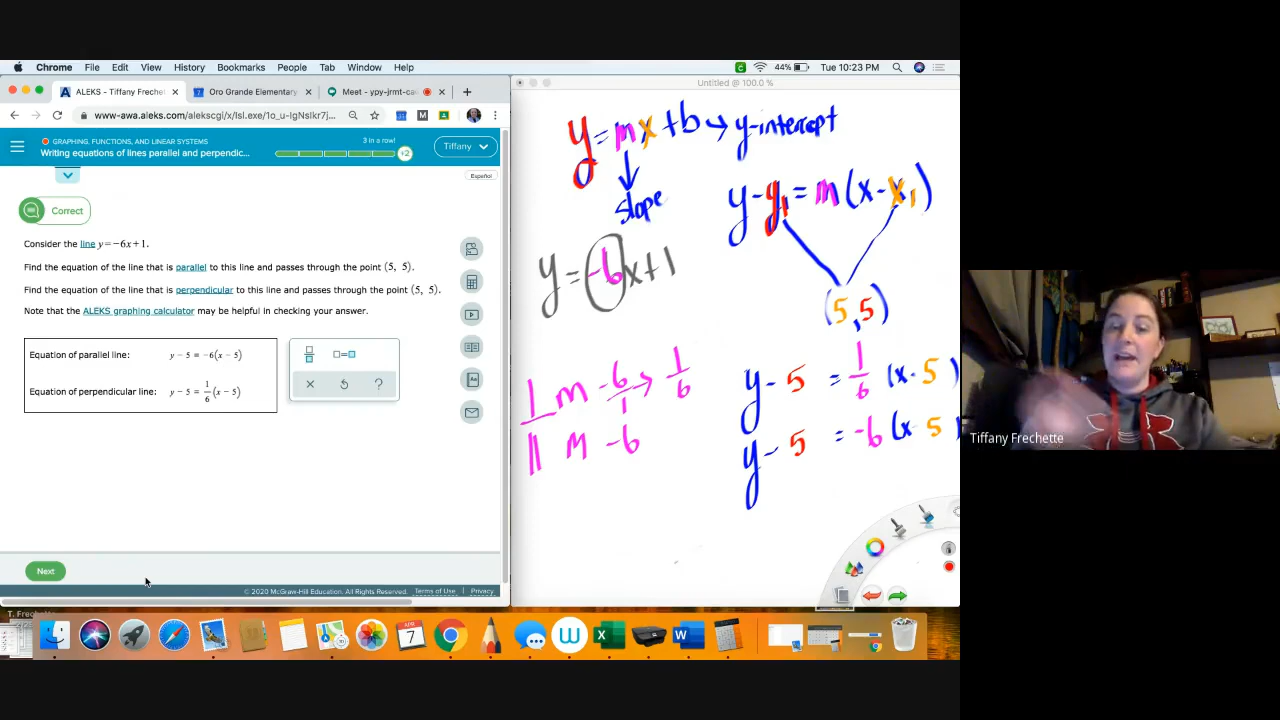 Chrome File Edit View History Bookmarks People Tab Window Help
44% Tue 10:23 PM
ALEKS - Tiffany Freche
Oro Grande Elementary
Meet - ypy-jrmt-ca
Untitled @ 100.0 %
www-awa.aleks.com/alekscgi/x/Isl.exe/1o_u-IgNsIkr7j...
GRAPHING, FUNCTIONS, AND LINEAR SYSTEMS
Writing equations of lines parallel and perpendic...
3 in a row!
+2
Tiffany
Español
Correct
Consider the line y=−6x+1.
Find the equation of the line that is parallel to this line and passes through the point (5, 5).
Find the equation of the line that is perpendicular to this line and passes through the point (5, 5).
Note that the ALEKS graphing calculator may be helpful in checking your answer.
Equation of parallel line: y − 5 = −6(x − 5)
Equation of perpendicular line: y − 5 = 1/6 (x − 5)
□=□
× ?
Next
© 2020 McGraw-Hill Education. All Rights Reserved. Terms of Use Privacy
y=mx+b→y-intercept
slope
y-y1=m(x-x1)
y=-6x+1
(5,5)
⊥ m -6/1 → 1/6
|| m -6
y-5 = 1/6 (x-5)
y-5 = -6(x-5)
Tiffany Frechette
T. Frechette
APR
7